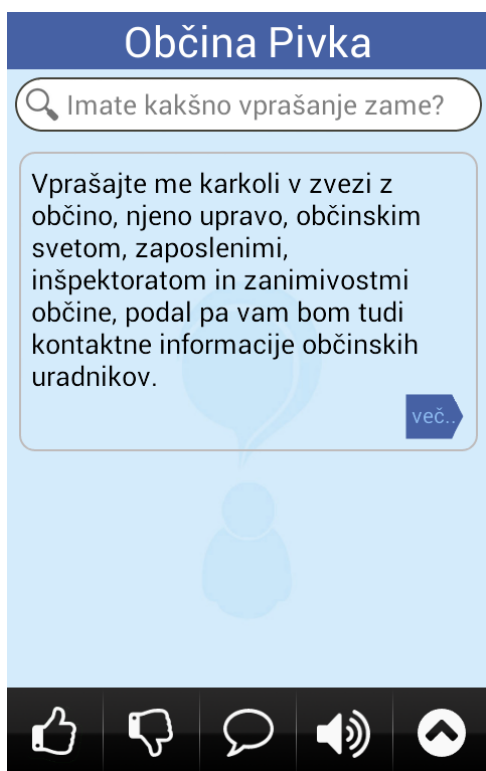 Občina Pivka
Imate kakšno vprašanje zame?
Vprašajte me karkoli v zvezi z
občino, njeno upravo, občinskim
svetom, zaposlenimi,
inšpektoratom in zanimivostmi
občine, podal pa vam bom tudi
kontaktne informacije občinskih
uradnikov.
več..